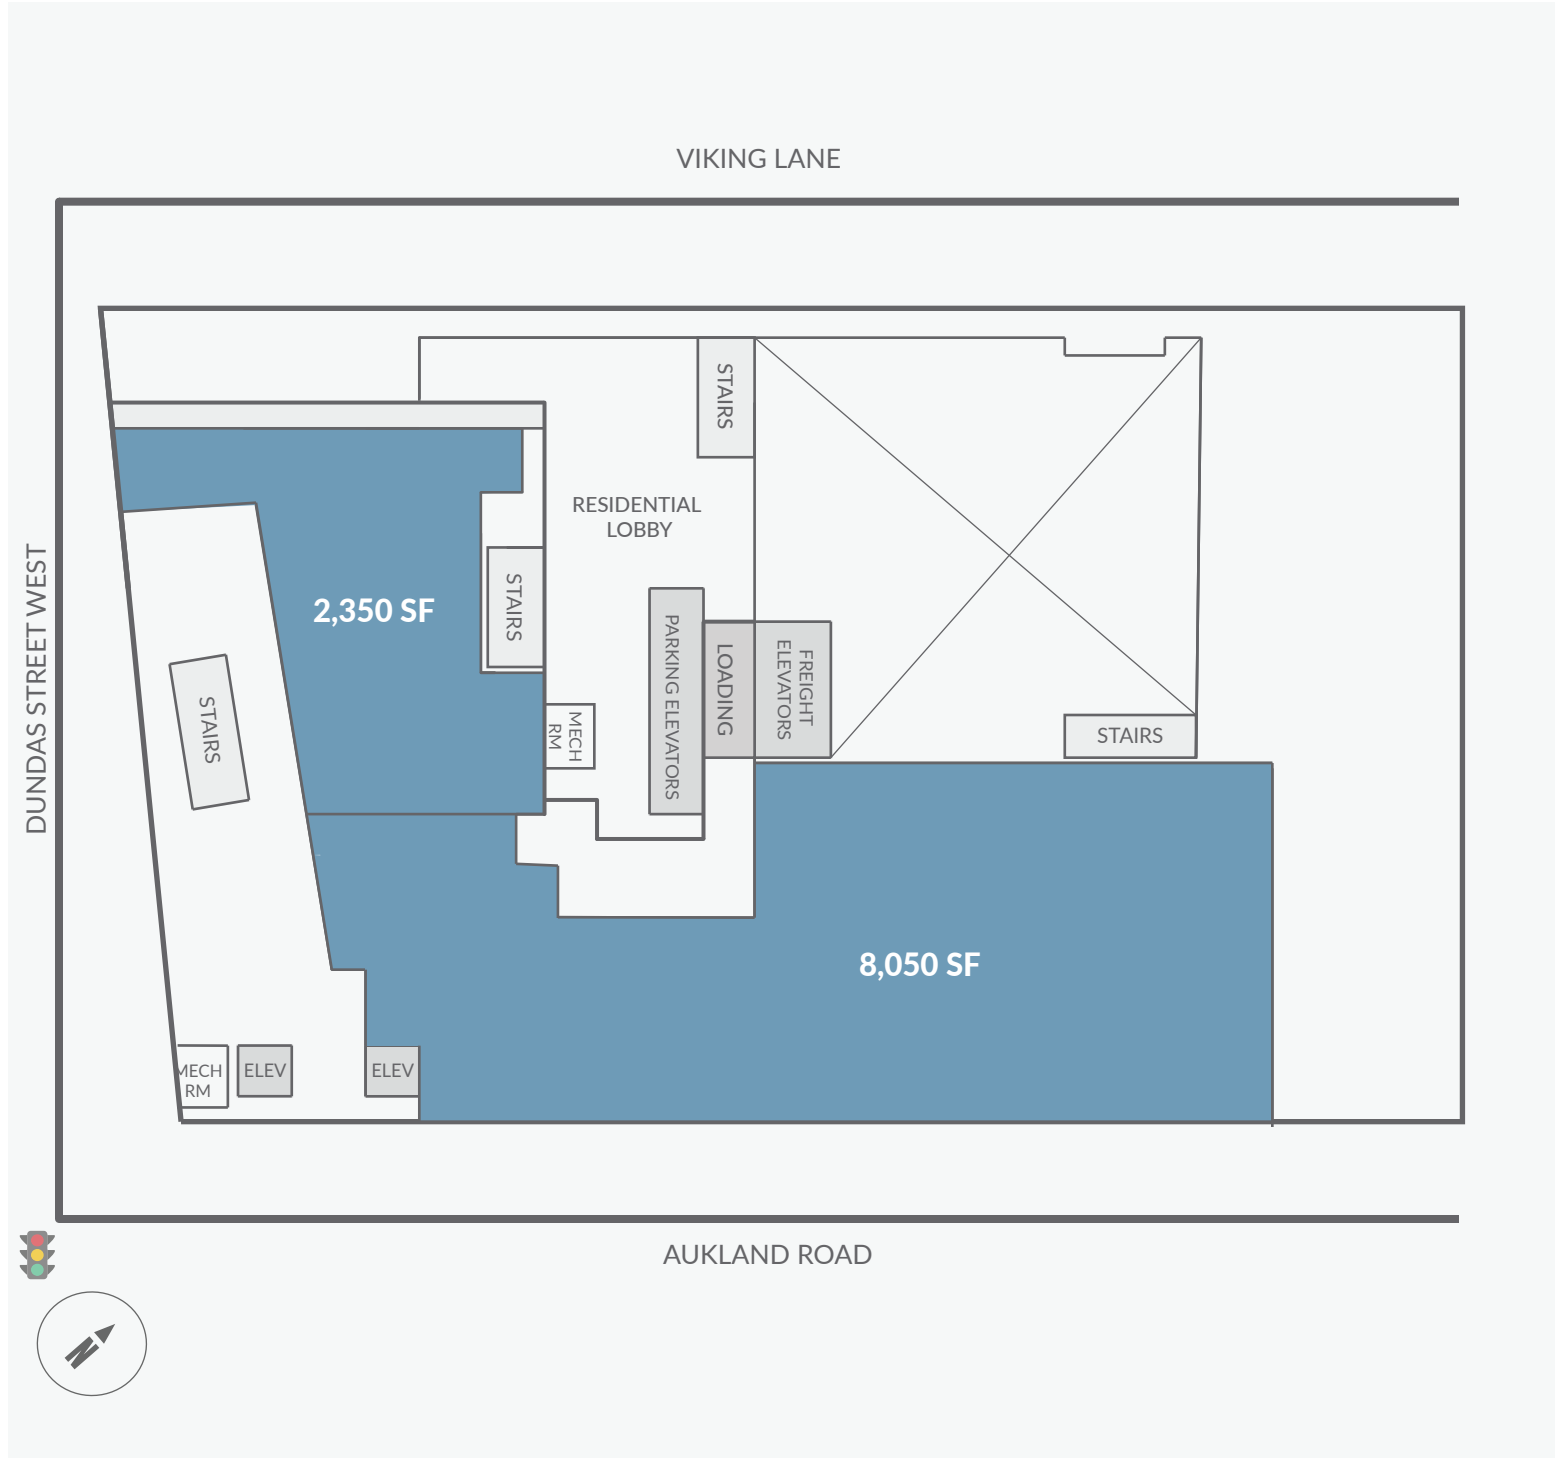 VIKING LANE
STAIRS
RESIDENTIAL
LOBBY
DUNDAS STREET WEST
2,350 SF
STAIRS
STAIRS
MECH
RM
PARKING ELEVATORS
LOADING
FREIGHT
ELEVATORS
STAIRS
8,050 SF
MECH
RM
ELEV
ELEV
AUKLAND ROAD
N